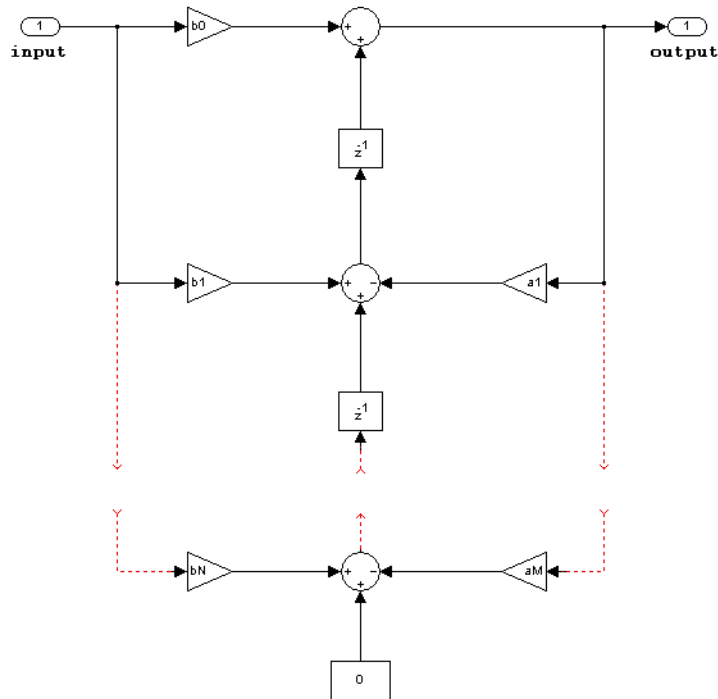 1 b0 + + 1
input output
z-1
b1 + + - a1
z-1
bN + + - aM
0